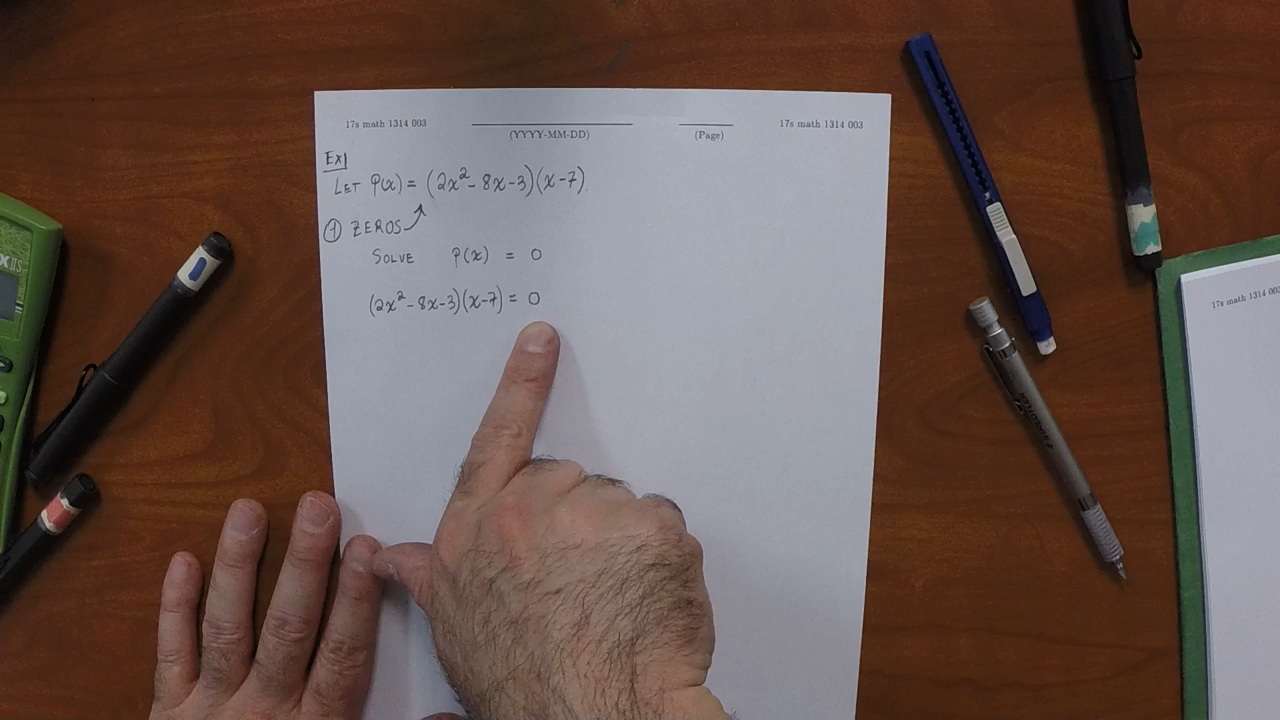 17s math 1314 003
(YYYY-MM-DD)
(Page)
17s math 1314 003
Ex|
LET P(x) = (2x² - 8x - 3)(x - 7)
① ZEROS
SOLVE P(x) = 0
(2x² - 8x - 3)(x - 7) = 0
17s math 1314 003